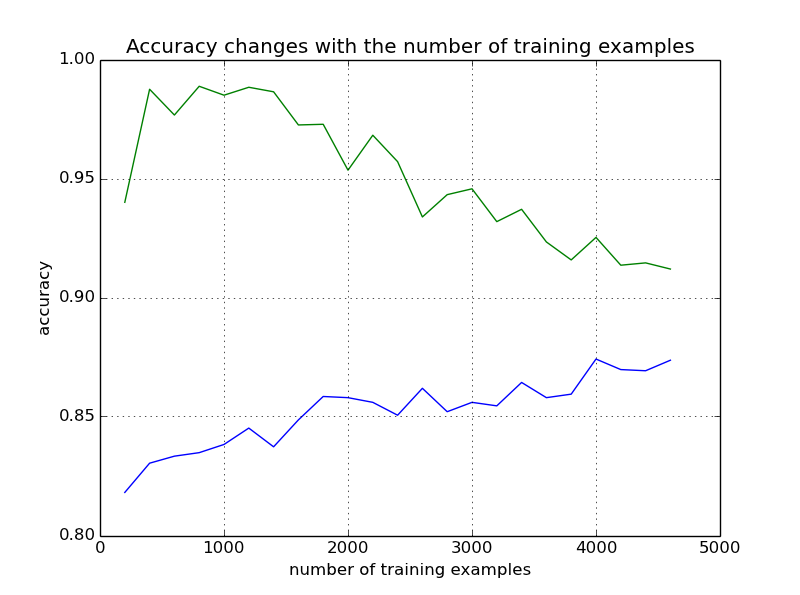 Accuracy changes with the number of training examples
1.00
0.95
0.90
0.85
0.80
accuracy
0 1000 2000 3000 4000 5000
number of training examples